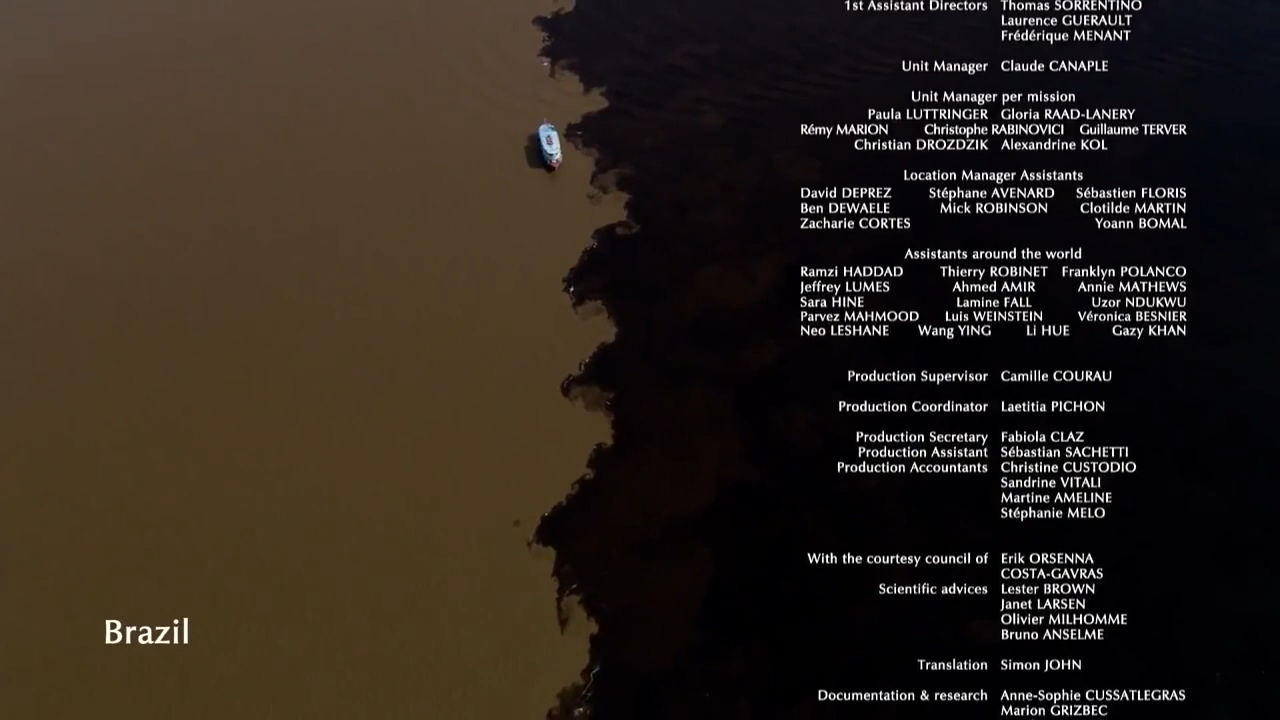 1st Assistant Directors Thomas SORRENTINO
Laurence GUERAULT
Frédérique MENANT
Unit Manager Claude CANAPLE
Unit Manager per mission
Paula LUTTRINGER Gloria RAAD-LANERY
Rémy MARION Christophe RABINOVICI Guillaume TERVER
Christian DROZDZIK Alexandrine KOL
Location Manager Assistants
David DEPREZ Stéphane AVENARD Sébastien FLORIS
Ben DEWAELE Mick ROBINSON Clotilde MARTIN
Zacharie CORTES Yoann BOMAL
Assistants around the world
Ramzi HADDAD Thierry ROBINET Franklyn POLANCO
Jeffrey LUMES Ahmed AMIR Annie MATHEWS
Sara HINE Lamine FALL Uzor NDUKWU
Parvez MAHMOOD Luis WEINSTEIN Véronica BESNIER
Neo LESHANE Wang YING Li HUE Gazy KHAN
Production Supervisor Camille COURAU
Production Coordinator Laetitia PICHON
Production Secretary Fabiola CLAZ
Production Assistant Sébastian SACHETTI
Production Accountants Christine CUSTODIO
Sandrine VITALI
Martine AMELINE
Stéphanie MELO
With the courtesy council of Erik ORSENNA
COSTA-GAVRAS
Scientific advices Lester BROWN
Janet LARSEN
Olivier MILHOMME
Bruno ANSELME
Brazil
Translation Simon JOHN
Documentation & research Anne-Sophie CUSSATLEGRAS
Marion GRIZBEC